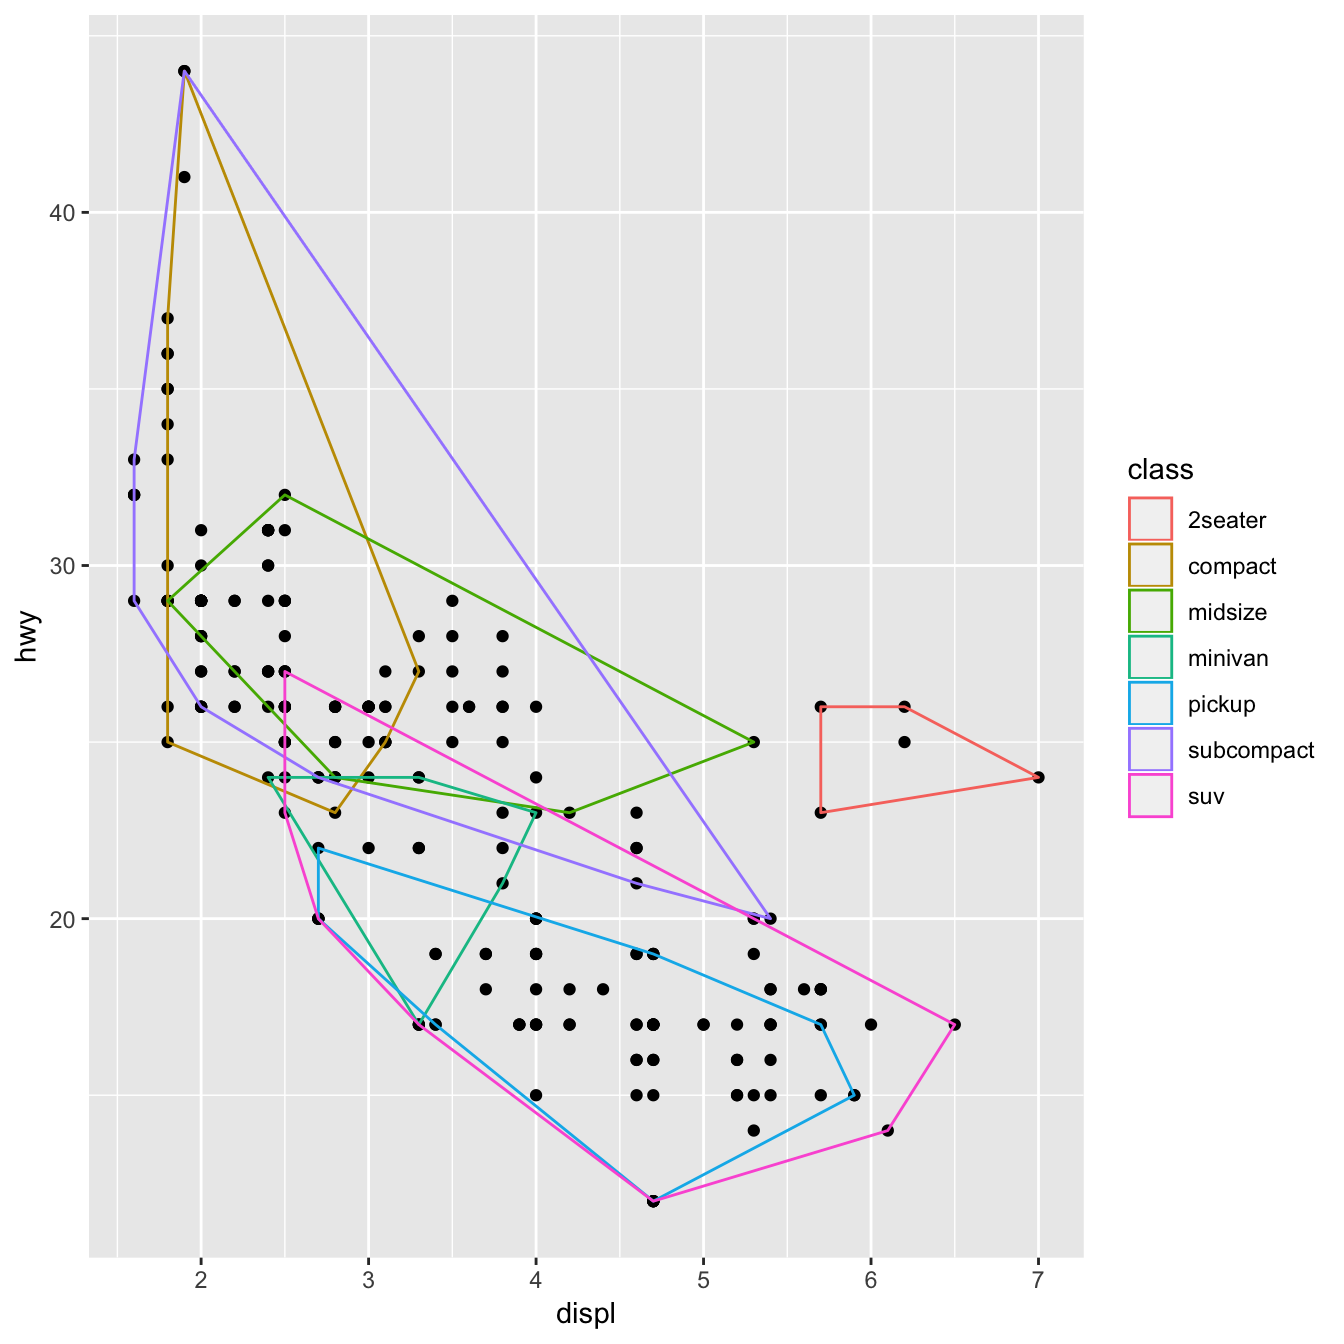 40
30
20
hwy
2 3 4 5 6 7
displ
class
2seater
compact
midsize
minivan
pickup
subcompact
suv